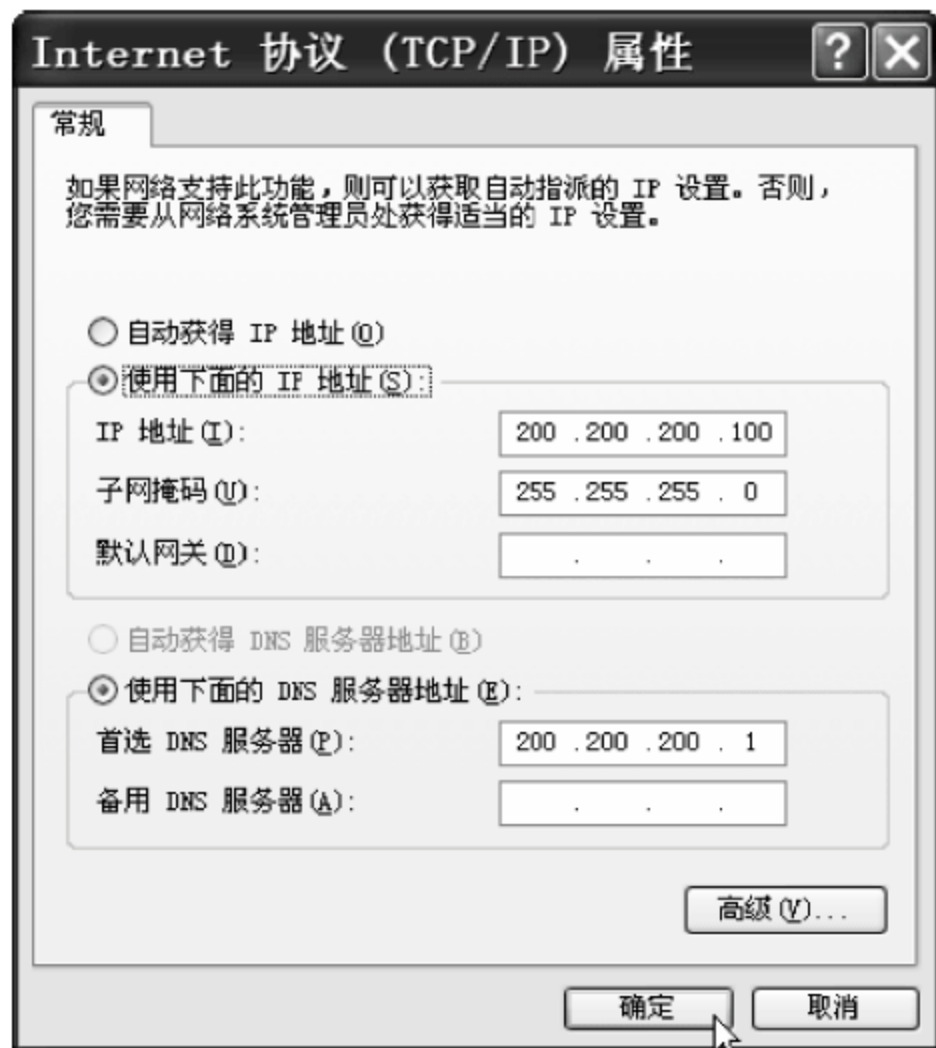 Internet 协议 (TCP/IP) 属性
常规
如果网络支持此功能，则可以获取自动指派的 IP 设置。否则，
您需要从网络系统管理员处获得适当的 IP 设置。
自动获得 IP 地址(O)
使用下面的 IP 地址(S):
IP 地址(I): 200 .200 .200 .100
子网掩码(U): 255 .255 .255 . 0
默认网关(D): . . .
自动获得 DNS 服务器地址(B)
使用下面的 DNS 服务器地址(E):
首选 DNS 服务器(P): 200 .200 .200 . 1
备用 DNS 服务器(A): . . .
高级(V)...
确定 取消